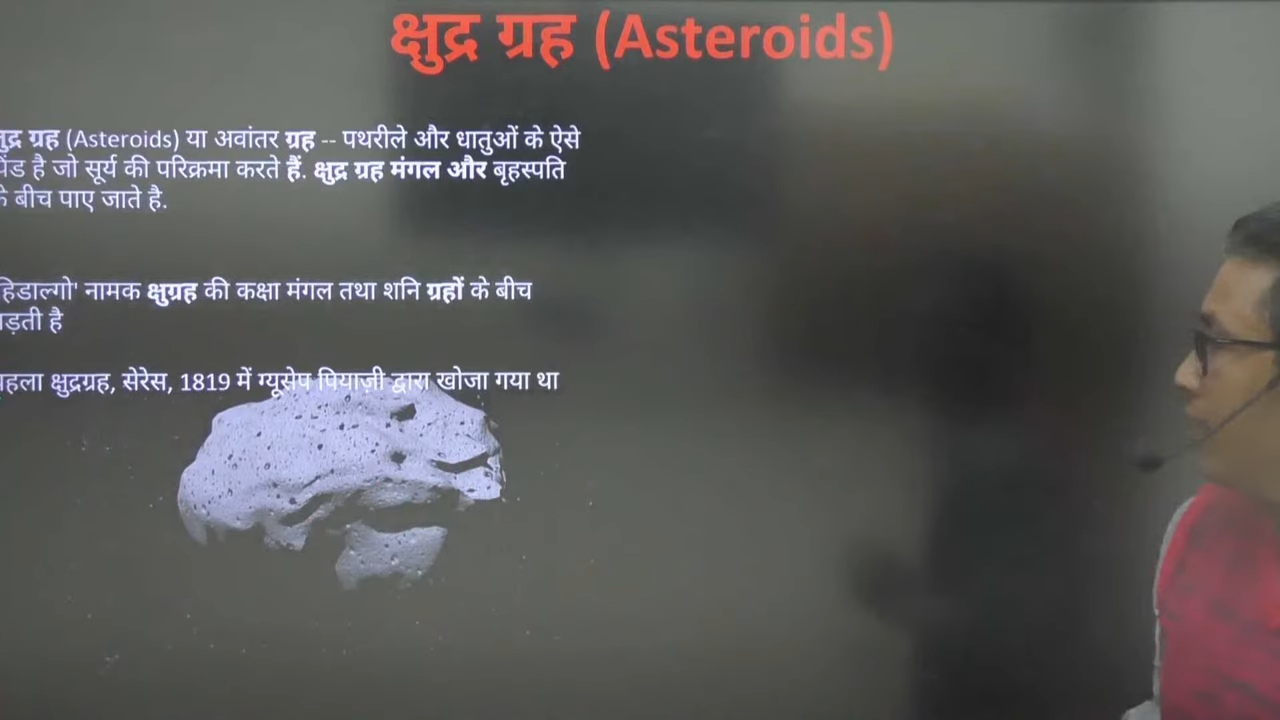 क्षुद्र ग्रह (Asteroids)
ग्रह (Asteroids) या अवांतर ग्रह -- पथरीले और धातुओं के ऐसे
है जो सूर्य की परिक्रमा करते हैं. क्षुद्र ग्रह मंगल और बृहस्पति
बीच पाए जाते है.
हिडाल्गो' नामक क्षुग्रह की कक्षा मंगल तथा शनि ग्रहों के बीच
है
क्षुद्रग्रह, सेरेस, 1819 में ग्यूसेप पियाज़ी द्वारा खोजा गया था